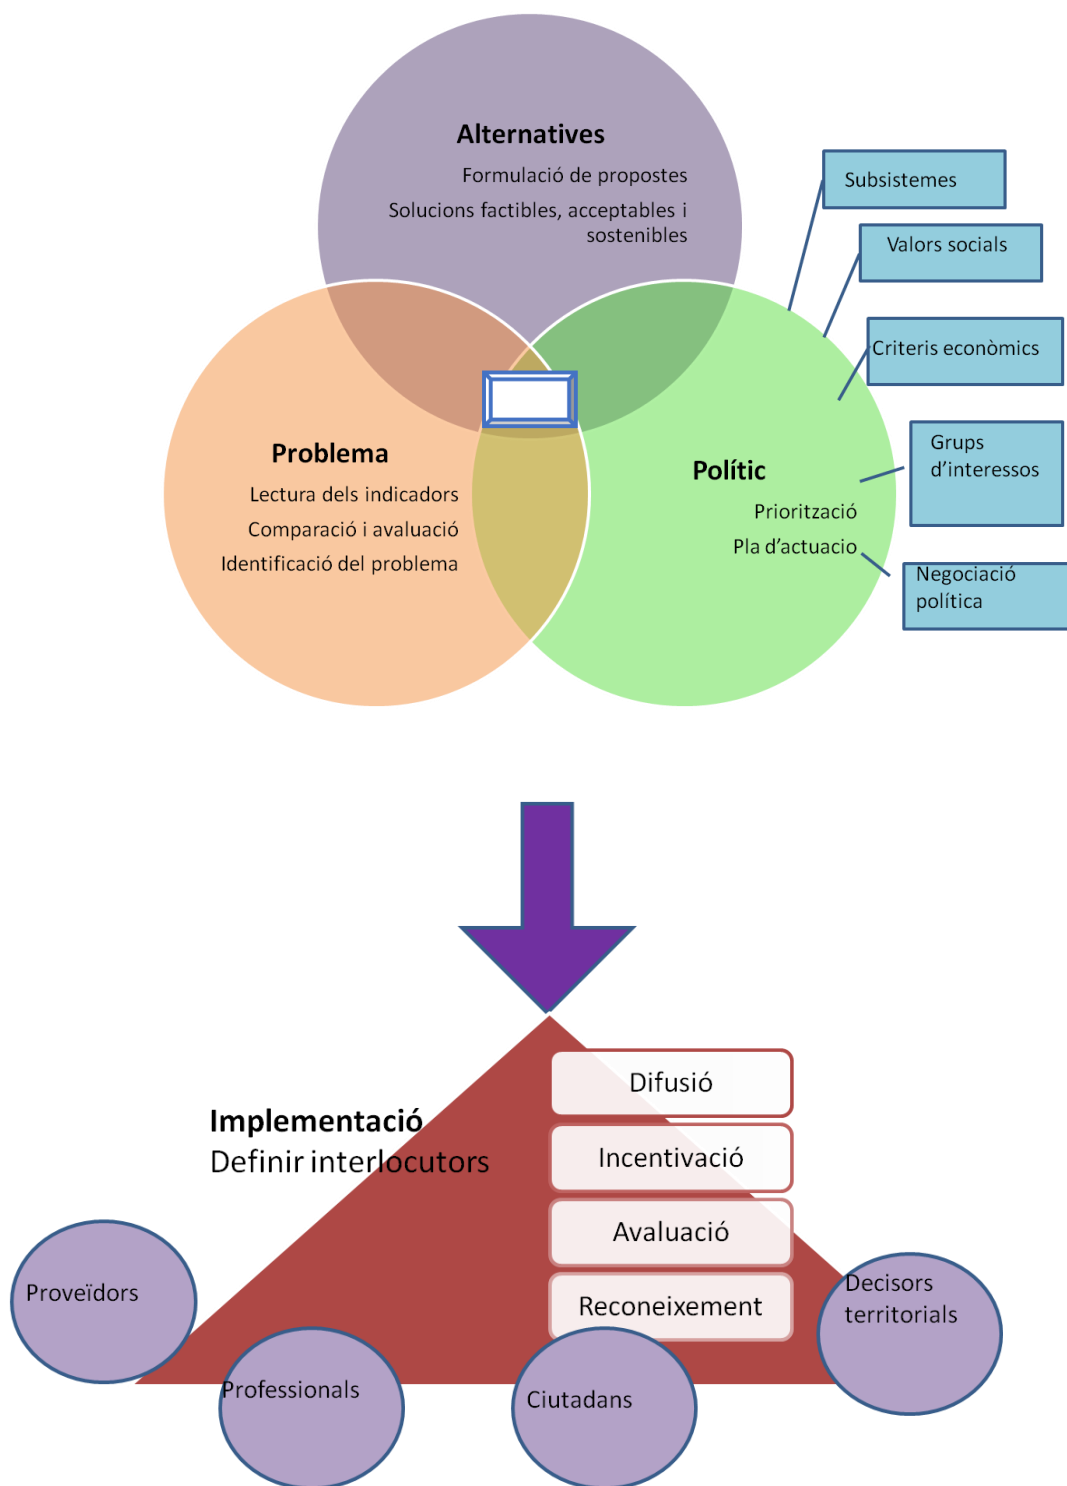 Alternatives
Formulació de propostes
Solucions factibles, acceptables i
sostenibles
Subsistemes
Valors socials
Criteris econòmics
Grups
d’interessos
Negociació
política
Problema
Lectura dels indicadors
Comparació i avaluació
Identificació del problema
Polític
Priorització
Pla d’actuacio
Implementació
Definir interlocutors
Difusió
Incentivació
Avaluació
Reconeixement
Proveïdors
Professionals
Ciutadans
Decisors
territorials